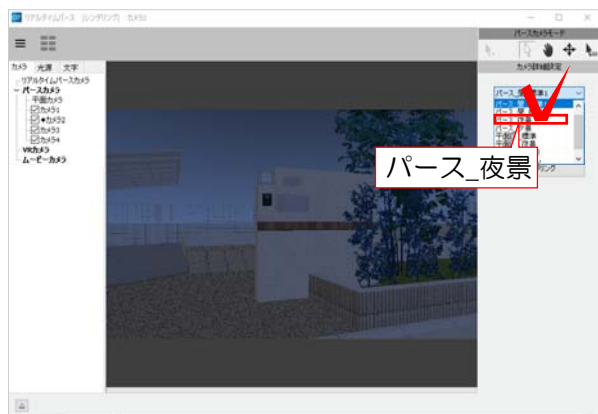 リアルタイムパース [レンダリング] カメラ3
パースカメラモード
カメラ 光源 文字
カメラ詳細設定
リアルタイムパースカメラ
パースカメラ
平面カメラ
カメラ1
◆カメラ2
カメラ3
カメラ4
VRカメラ
ムービーカメラ
パース_夜景